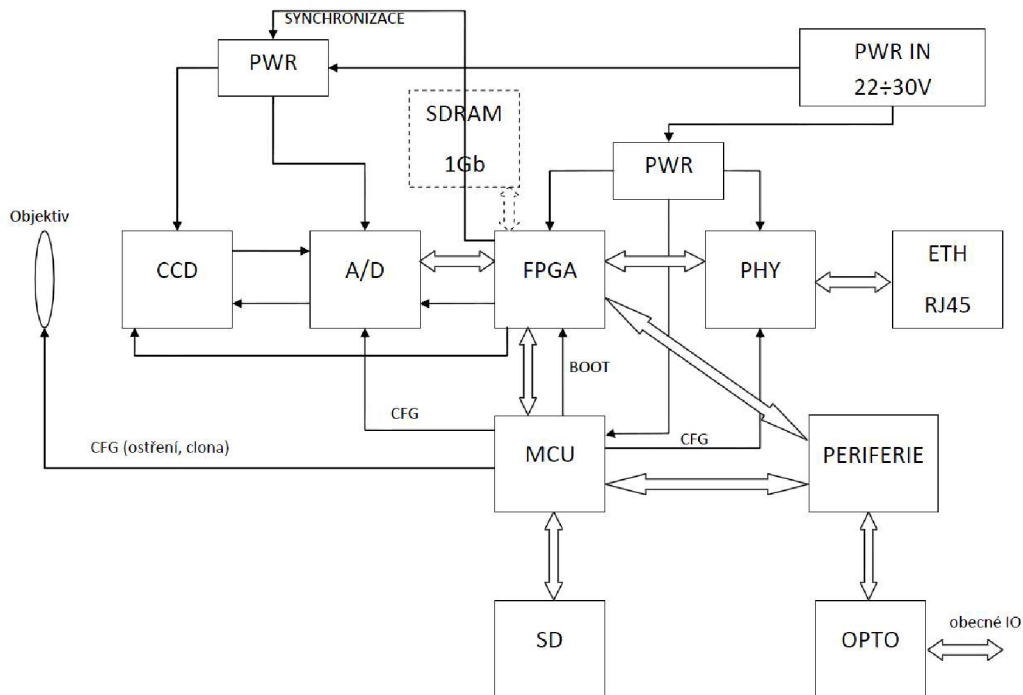 SYNCHRONIZACE
PWR
PWR IN
22÷30V
SDRAM
1Gb
PWR
Objektiv
CCD
A/D
FPGA
PHY
ETH
RJ45
BOOT
CFG
CFG
CFG (ostření, clona)
MCU
PERIFERIE
SD
OPTO
obecné IO